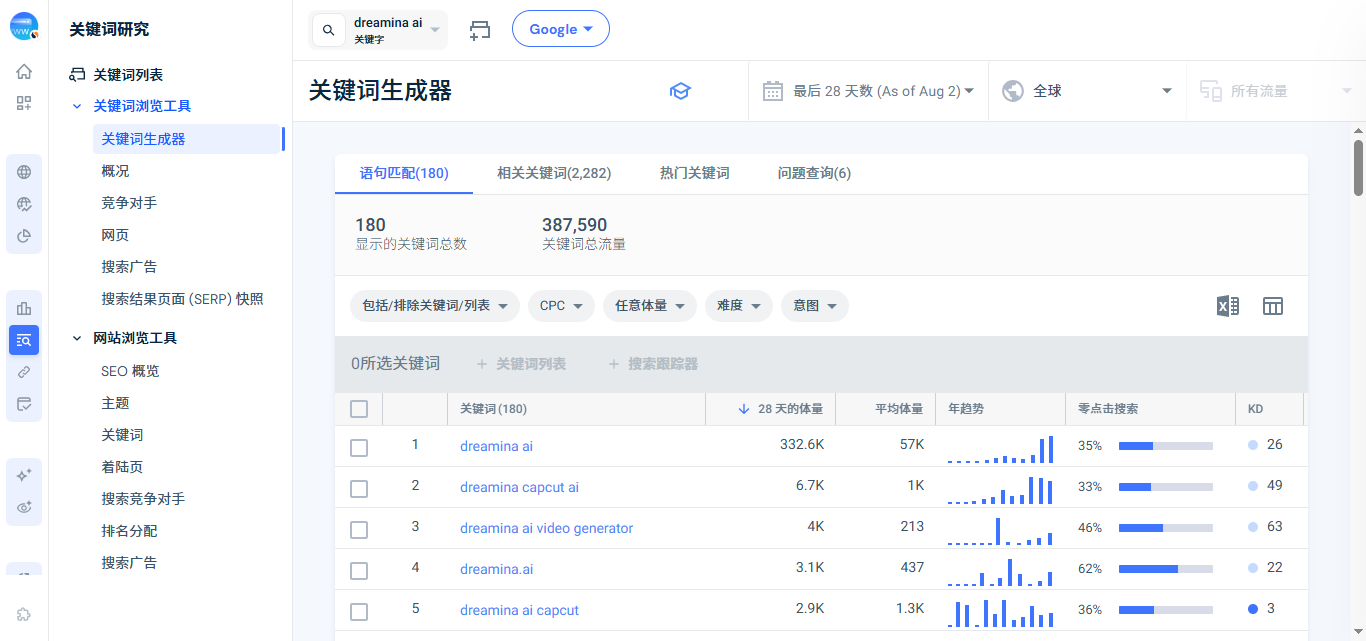 WW
关键词研究
关键词列表
关键词浏览工具
关键词生成器
概况
竞争对手
网页
搜索广告
搜索结果页面 (SERP) 快照
网站浏览工具
SEO 概览
主题
关键词
着陆页
搜索竞争对手
排名分配
搜索广告
dreamina ai
关键字
Google
关键词生成器
最后 28 天数 (As of Aug 2)
全球
所有流量
语句匹配(180) 相关关键词(2,282) 热门关键词 问题查询(6)
180 387,590
显示的关键词总数 关键词总流量
包括/排除关键词/列表 CPC 任意体量 难度 意图
0所选关键词 + 关键词列表 + 搜索跟踪器
关键词(180) 28 天的体量 平均体量 年趋势 零点击搜索 KD
1 dreamina ai 332.6K 57K 35% 26
2 dreamina capcut ai 6.7K 1K 33% 49
3 dreamina ai video generator 4K 213 46% 63
4 dreamina.ai 3.1K 437 62% 22
5 dreamina ai capcut 2.9K 1.3K 36% 3